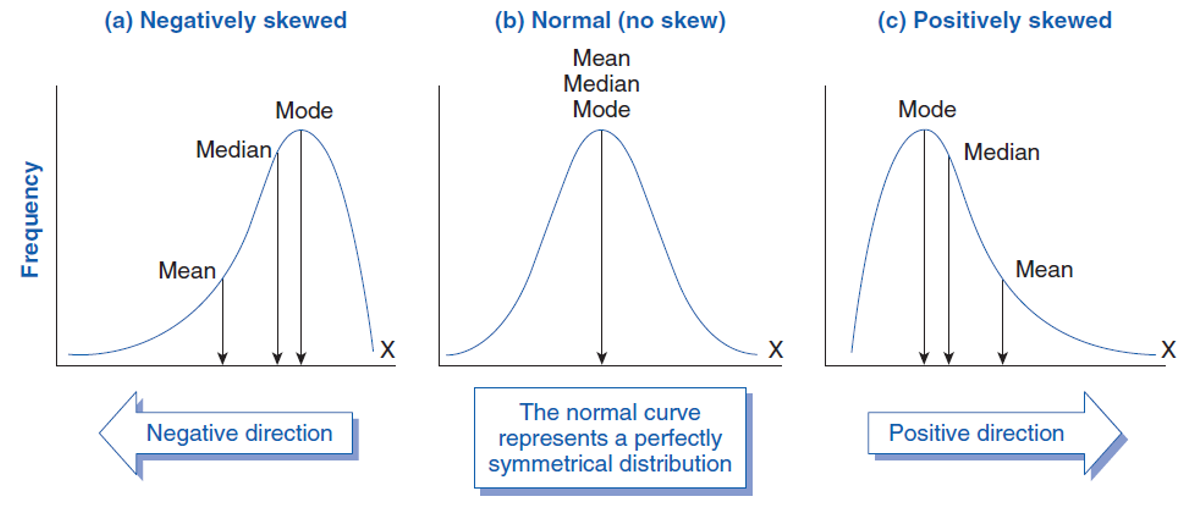 (a) Negatively skewed
(b) Normal (no skew)
(c) Positively skewed
Frequency
Mode
Median
Mean
X
Negative direction
Mean
Median
Mode
X
The normal curve
represents a perfectly
symmetrical distribution
Mode
Median
Mean
X
Positive direction